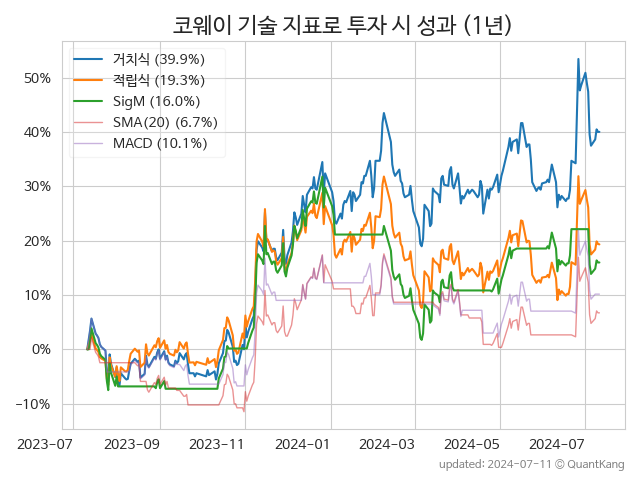 코웨이 기술 지표로 투자 시 성과 (1년)
거치식 (39.9%)
적립식 (19.3%)
SigM (16.0%)
SMA(20) (6.7%)
MACD (10.1%)
50%
40%
30%
20%
10%
0%
−10%
2023-07 2023-09 2023-11 2024-01 2024-03 2024-05 2024-07
updated: 2024-07-11 © QuantKang